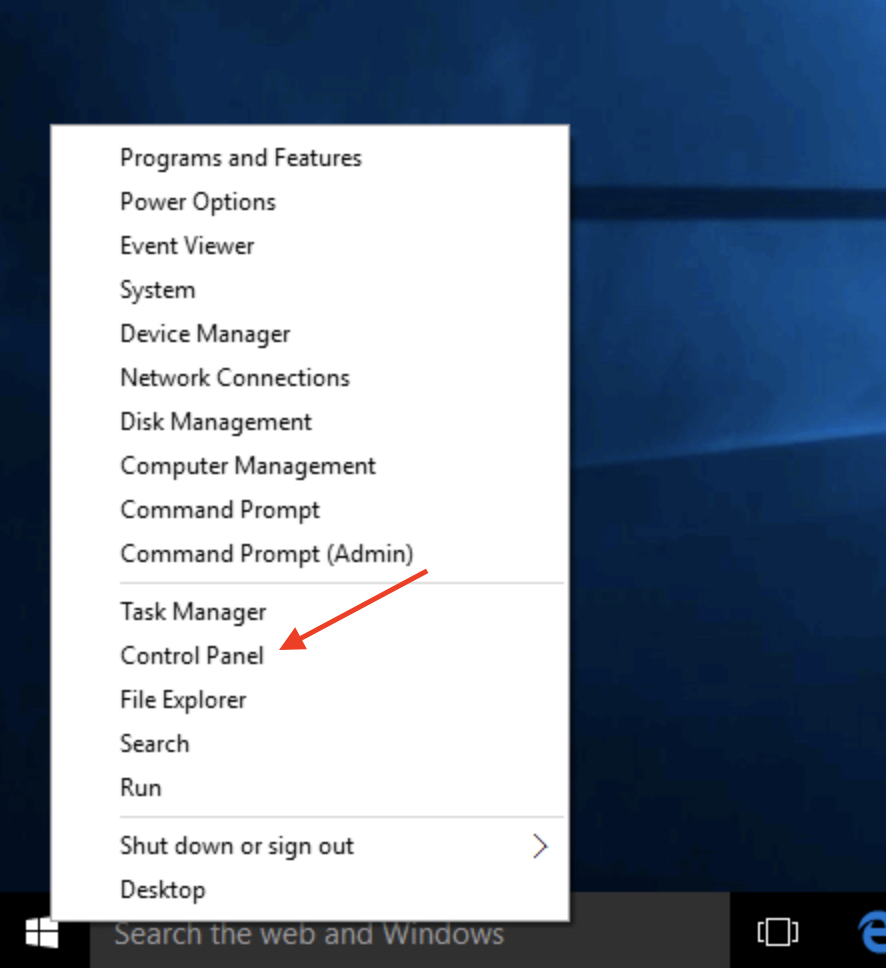 Programs and Features
Power Options
Event Viewer
System
Device Manager
Network Connections
Disk Management
Computer Management
Command Prompt
Command Prompt (Admin)
Task Manager
Control Panel
File Explorer
Search
Run
Shut down or sign out
Desktop
Search the web and Windows